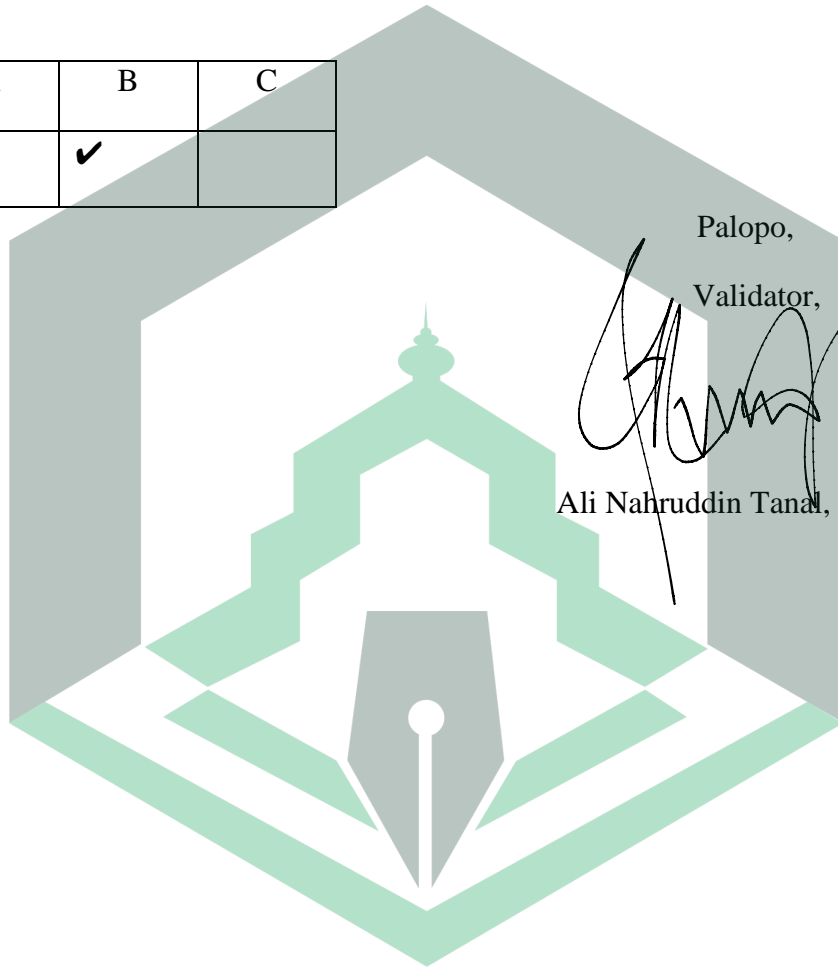 B C
✔
Palopo,
Validator,
Ali Nahruddin Tanal,